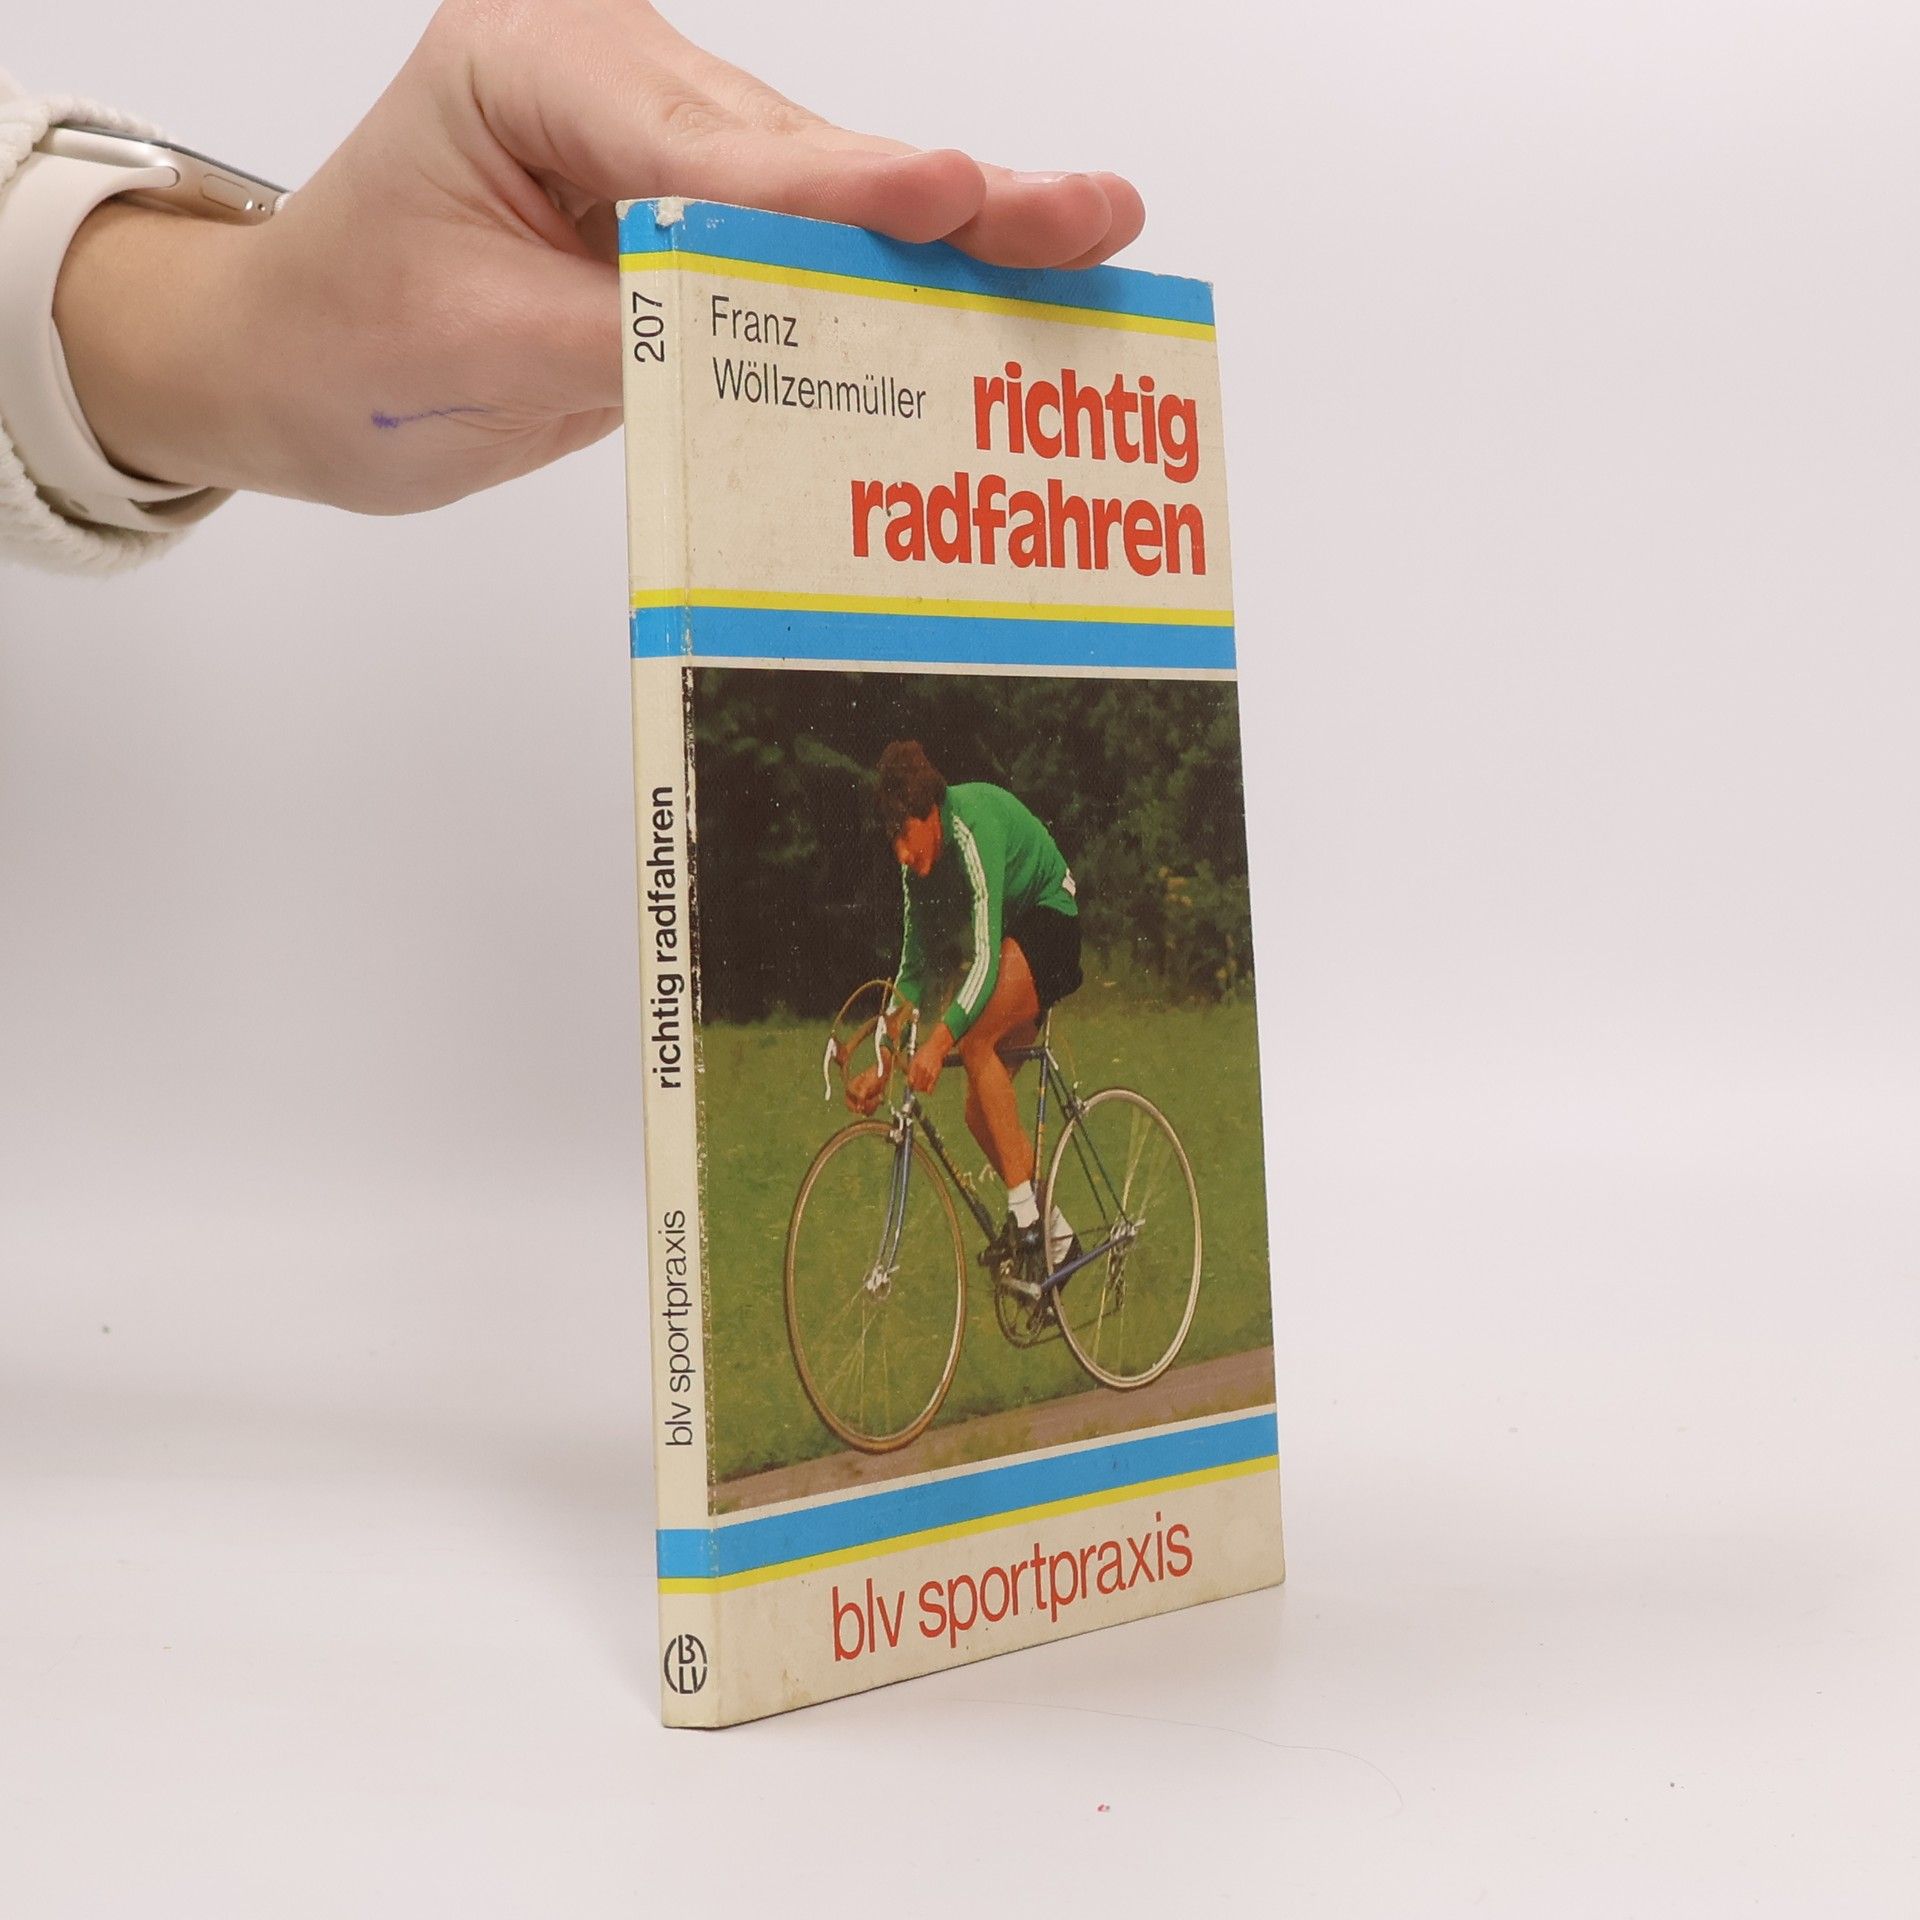 207
richtig radfahren
blv sportpraxis
BLV
Franz
Wöllzenmüller
richtig
radfahren
blv sportpraxis